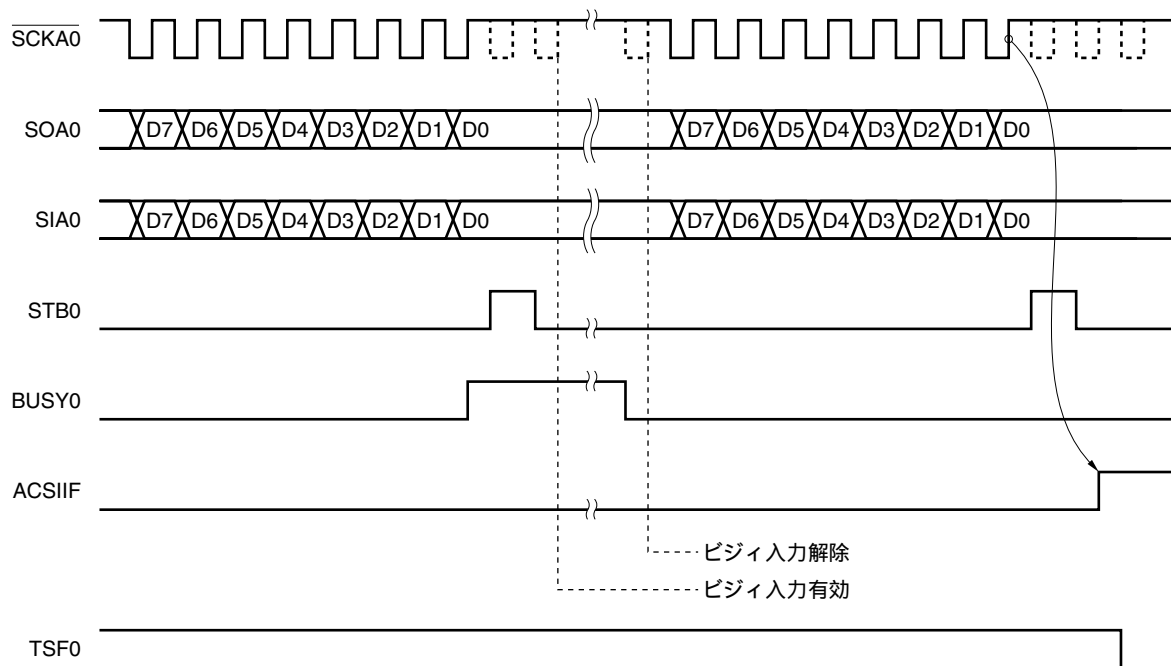 SCKA0
SOA0 D7 D6 D5 D4 D3 D2 D1 D0 D7 D6 D5 D4 D3 D2 D1 D0
SIA0 D7 D6 D5 D4 D3 D2 D1 D0 D7 D6 D5 D4 D3 D2 D1 D0
STB0
BUSY0
ACSIIF
ビジィ入力解除
ビジィ入力有効
TSF0